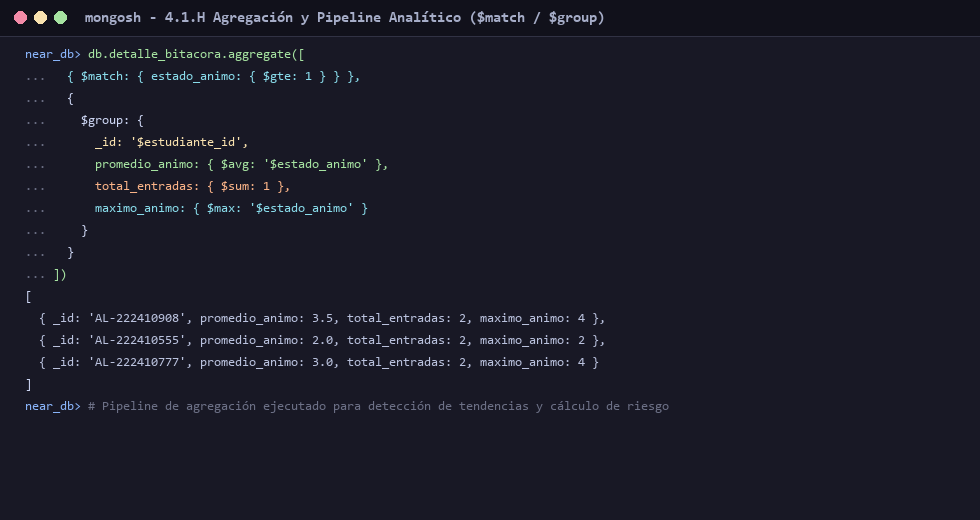 mongosh - 4.1.H Agregación y Pipeline Analítico ($match / $group)
near_db> db.detalle_bitacora.aggregate([
...   { $match: { estado_animo: { $gte: 1 } } },
...   {
...     $group: {
...       _id: '$estudiante_id',
...       promedio_animo: { $avg: '$estado_animo' },
...       total_entradas: { $sum: 1 },
...       maximo_animo: { $max: '$estado_animo' }
...     }
...   }
... ])
[
  { _id: 'AL-222410908', promedio_animo: 3.5, total_entradas: 2, maximo_animo: 4 },
  { _id: 'AL-222410555', promedio_animo: 2.0, total_entradas: 2, maximo_animo: 2 },
  { _id: 'AL-222410777', promedio_animo: 3.0, total_entradas: 2, maximo_animo: 4 }
]
near_db> # Pipeline de agregación ejecutado para detección de tendencias y cálculo de riesgo